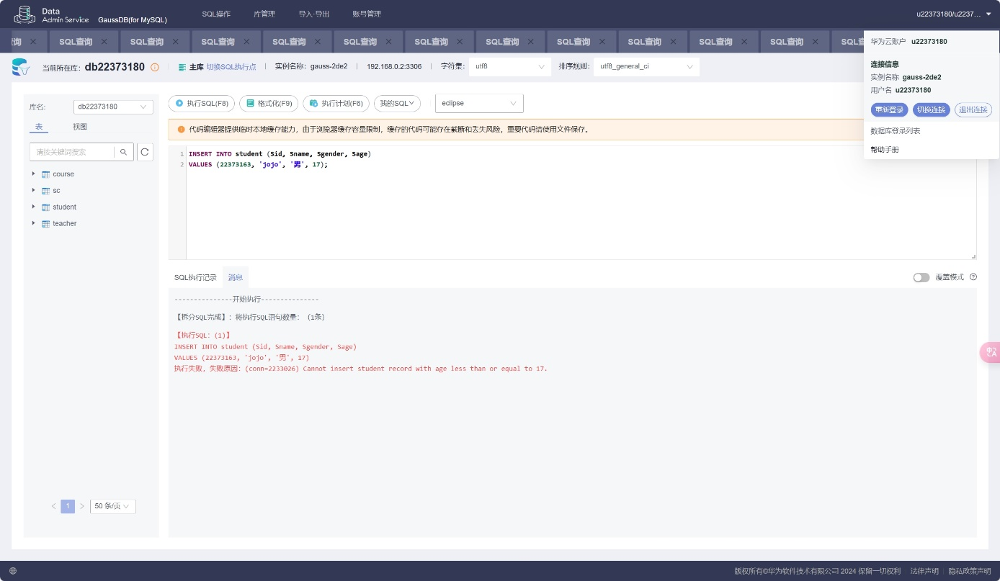 Data
Admin Service
GaussDB(for MySQL)
SQL操作
库管理
导入·导出
账号管理
u22373180/u2237...
询
SQL查询
SQL查询
SQL查询
SQL查询
SQL查询
SQL查询
SQL查询
SQL查询
SQL查询
SQL查询
SQL查询
华为云账户 u22373180
连接信息
实例名称 gauss-2de2
用户名 u22373180
重新登录 切换连接 退出连接
数据库登录列表
帮助手册
当前所在库: db22373180
主库 切换SQL执行点
实例名称: gauss-2de2
192.168.0.2:3306
字符集: utf8
排序规则: utf8_general_ci
库名: db22373180
表 视图
请按关键词搜索
course
sc
student
teacher
1
50 条/页
执行SQL(F8)
格式化(F9)
执行计划(F6)
我的SQL
eclipse
代码编辑器提供临时本地缓存能力，由于浏览器缓存容量限制，缓存的代码可能存在截断和丢失风险，重要代码请使用文件保存。
1 INSERT INTO student (Sid, Sname, Sgender, Sage)
2 VALUES (22373163, 'jojo', '男', 17);
SQL执行记录 消息
覆盖模式
---------------开始执行---------------
【拆分SQL完成】：将执行SQL语句数量：（1条）
【执行SQL：(1)】
INSERT INTO student (Sid, Sname, Sgender, Sage)
VALUES (22373163, 'jojo', '男', 17)
执行失败，失败原因：(conn=2233026) Cannot insert student record with age less than or equal to 17.
版权所有©华为软件技术有限公司 2024 保留一切权利 法律声明 隐私政策声明